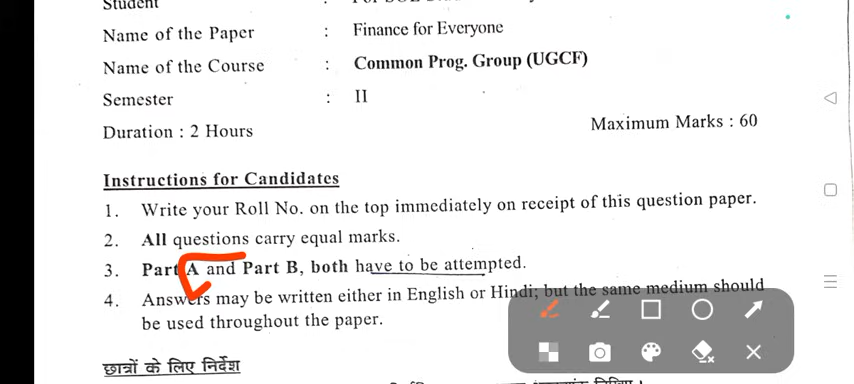 Student :
Name of the Paper : Finance for Everyone
Name of the Course : Common Prog. Group (UGCF)
Semester : II
Duration : 2 Hours Maximum Marks : 60
Instructions for Candidates
1. Write your Roll No. on the top immediately on receipt of this question paper.
2. All questions carry equal marks.
3. Part A and Part B, both have to be attempted.
4. Answers may be written either in English or Hindi; but the same medium should
be used throughout the paper.
छात्रों के लिए निर्देश